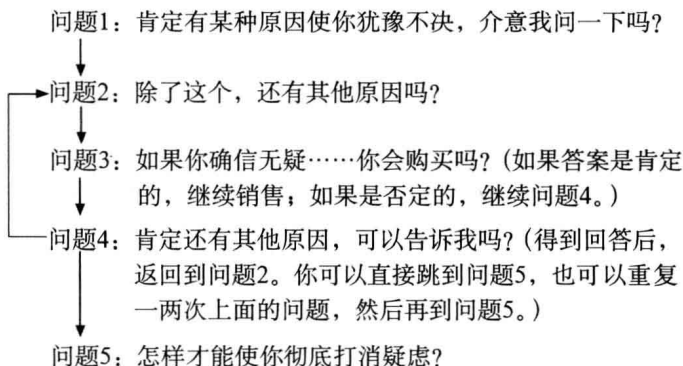 问题1：肯定有某种原因使你犹豫不决，介意我问一下吗？
问题2：除了这个，还有其他原因吗？
问题3：如果你确信无疑……你会购买吗？（如果答案是肯定
的，继续销售；如果是否定的，继续问题4。）
问题4：肯定还有其他原因，可以告诉我吗？（得到回答后，
返回到问题2。你可以直接跳到问题5，也可以重复
一两次上面的问题，然后再到问题5。）
问题5：怎样才能使你彻底打消疑虑？